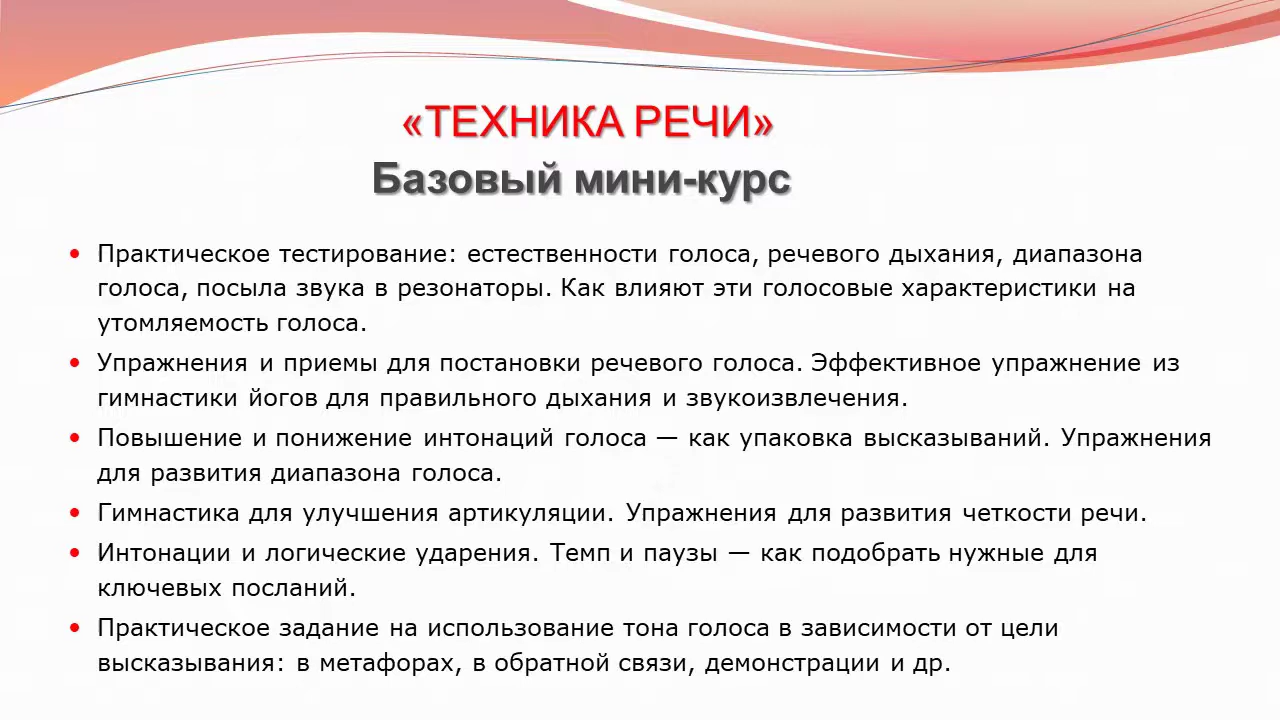 «ТЕХНИКА РЕЧИ»
Базовый мини-курс
• Практическое тестирование: естественности голоса, речевого дыхания, диапазона
голоса, посыла звука в резонаторы. Как влияют эти голосовые характеристики на
утомляемость голоса.
• Упражнения и приемы для постановки речевого голоса. Эффективное упражнение из
гимнастики йогов для правильного дыхания и звукоизвлечения.
• Повышение и понижение интонаций голоса — как упаковка высказываний. Упражнения
для развития диапазона голоса.
• Гимнастика для улучшения артикуляции. Упражнения для развития четкости речи.
• Интонации и логические ударения. Темп и паузы — как подобрать нужные для
ключевых посланий.
• Практическое задание на использование тона голоса в зависимости от цели
высказывания: в метафорах, в обратной связи, демонстрации и др.